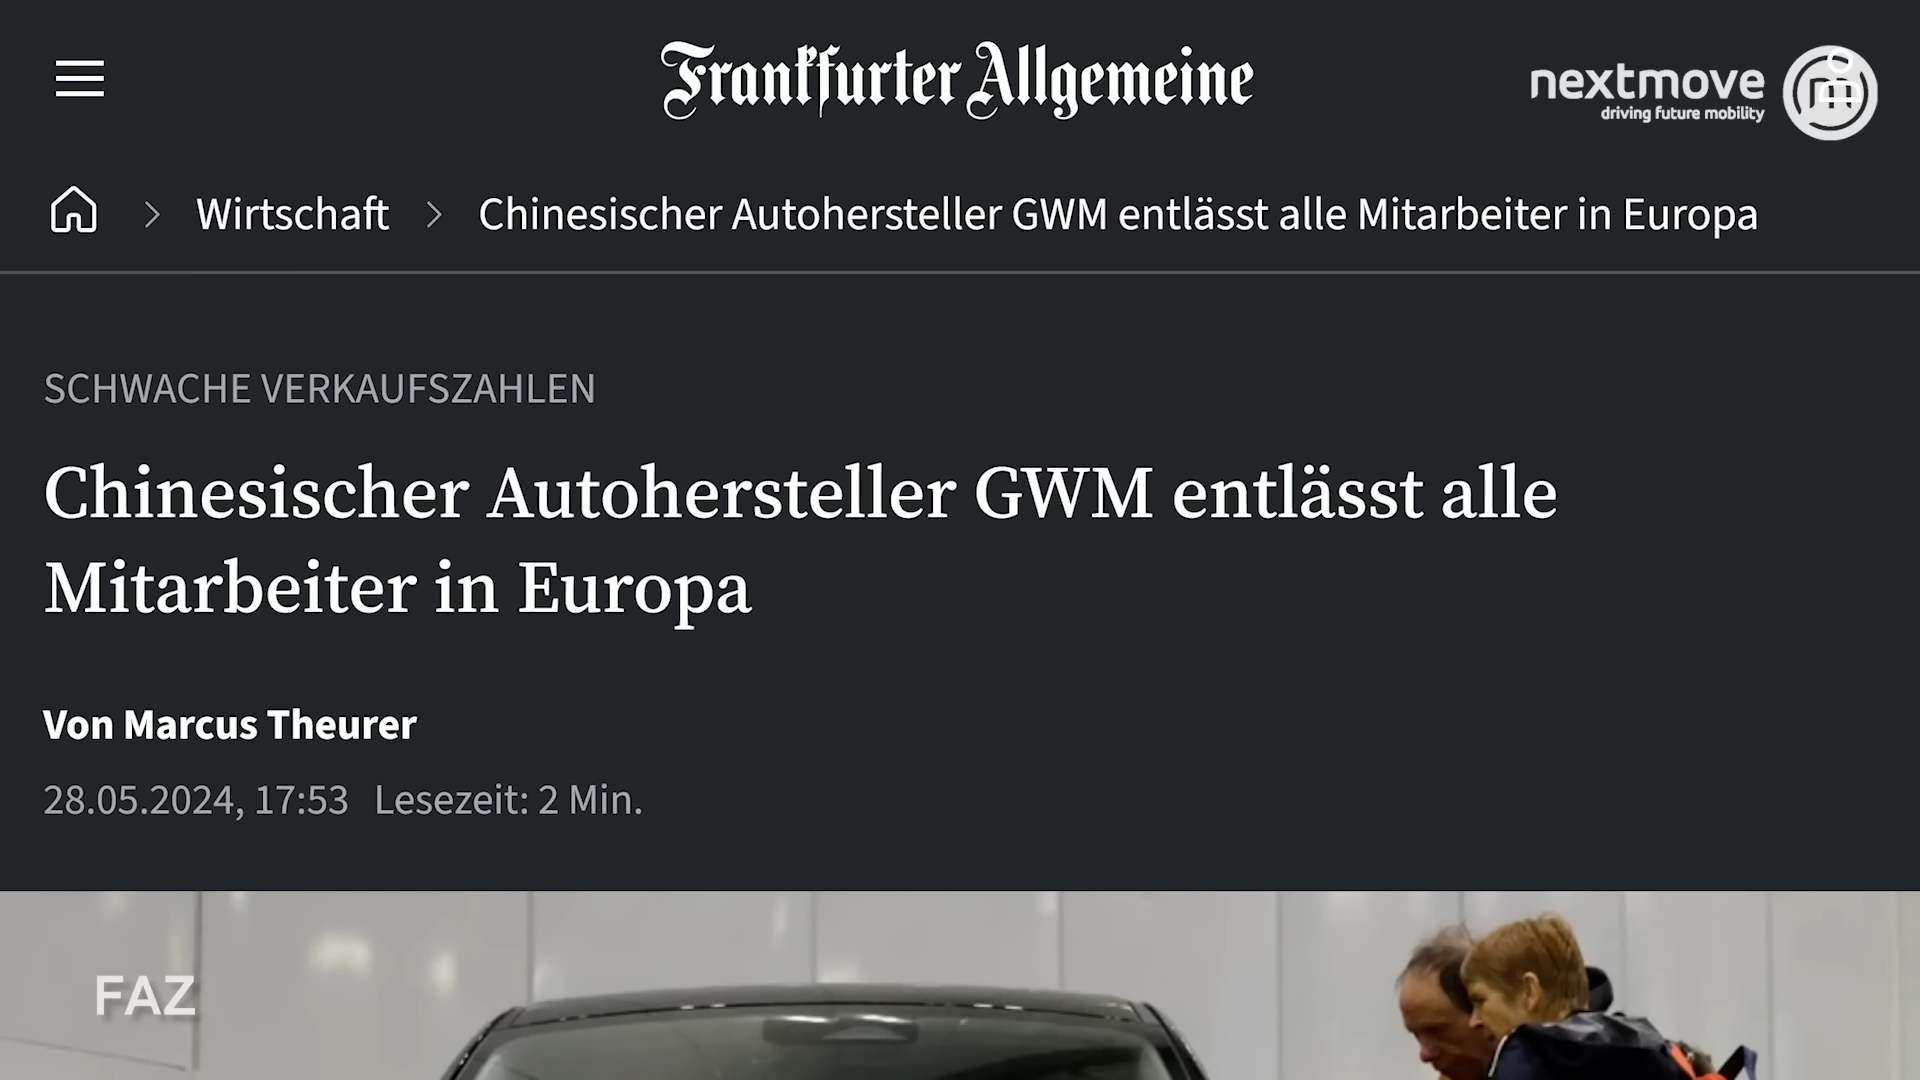 Frankfurter Allgemeine
nextmove
driving future mobility
Wirtschaft > Chinesischer Autohersteller GWM entlässt alle Mitarbeiter in Europa
SCHWACHE VERKAUFSZAHLEN
Chinesischer Autohersteller GWM entlässt alle
Mitarbeiter in Europa
Von Marcus Theurer
28.05.2024, 17:53 Lesezeit: 2 Min.
FAZ